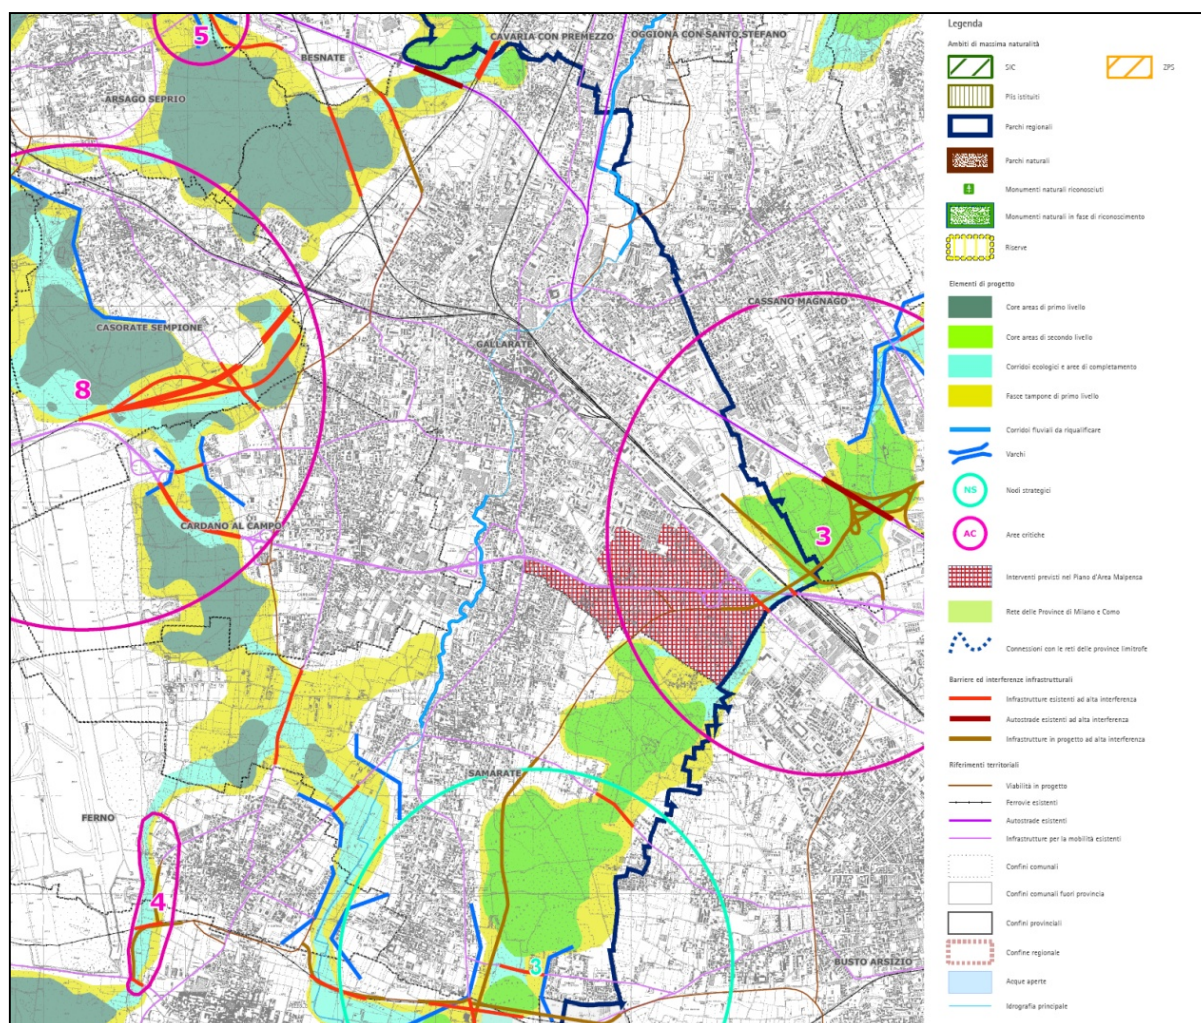 5
CAVARIA CON PREMEZZO
OGGIONA CON SANTO STEFANO
BESNATE
ARSAGO SEPRIO
CASSANO MAGNAGO
CASORATE SEMPIONE
GALLARATE
8
CARDANO AL CAMPO
3
SAMARATE
FERNO
4
3
BUSTO ARSIZIO
Legenda
Ambiti di massima naturalità
SIC
ZPS
Plis istituiti
Parchi regionali
Parchi naturali
Monumenti naturali riconosciuti
Monumenti naturali in fase di riconoscimento
Riserve
Elementi di progetto
Core areas di primo livello
Core areas di secondo livello
Corridoi ecologici e aree di completamento
Fasce tampone di primo livello
Corridoi fluviali da riqualificare
Varchi
NS
Nodi strategici
AC
Aree critiche
Interventi previsti nel Piano d'Area Malpensa
Rete delle Province di Milano e Como
Connessioni con le reti delle province limitrofe
Barriere ed interferenze infrastrutturali
Infrastrutture esistenti ad alta interferenza
Autostrade esistenti ad alta interferenza
Infrastrutture in progetto ad alta interferenza
Riferimenti territoriali
Viabilità in progetto
Ferrovie esistenti
Autostrade esistenti
Infrastrutture per la mobilità esistenti
Confini comunali
Confini comunali fuori provincia
Confini provinciali
Confine regionale
Acque aperte
Idrografia principale